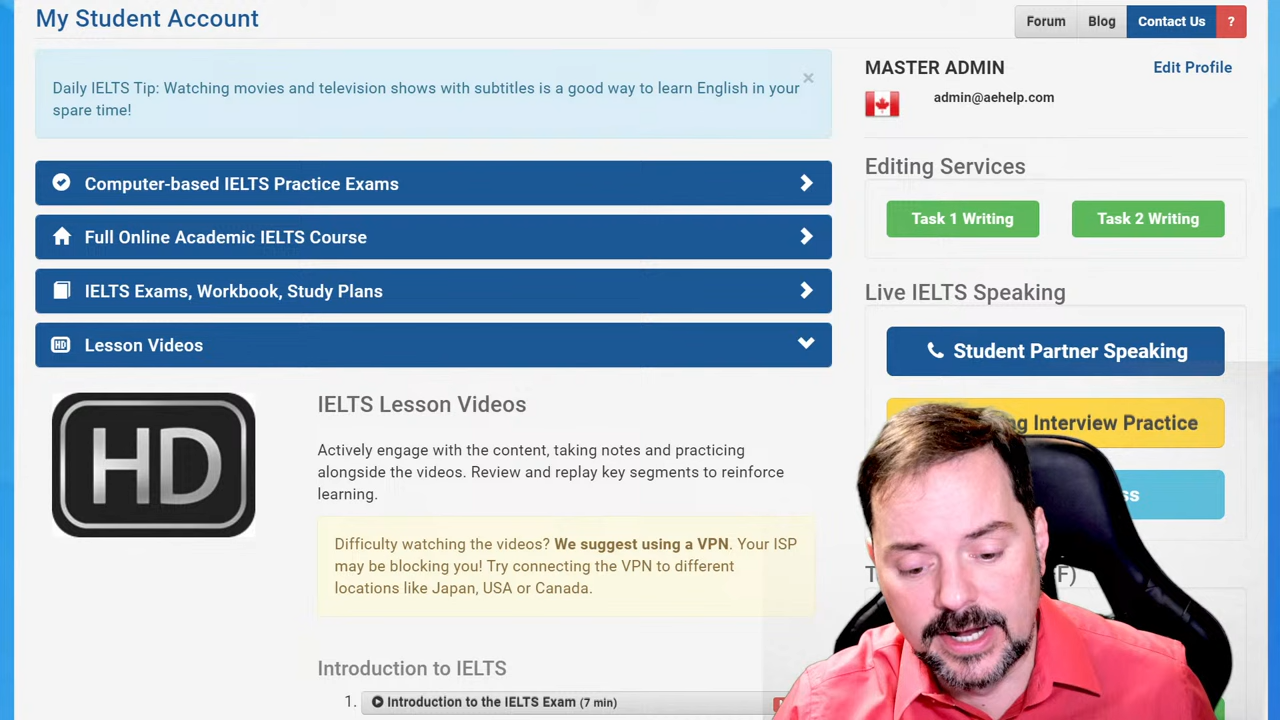 My Student Account
Forum
Blog
Contact Us
?
Daily IELTS Tip: Watching movies and television shows with subtitles is a good way to learn English in your
spare time!
×
MASTER ADMIN
Edit Profile
admin@aehelp.com
Computer-based IELTS Practice Exams
Full Online Academic IELTS Course
IELTS Exams, Workbook, Study Plans
HD Lesson Videos
Editing Services
Task 1 Writing
Task 2 Writing
Live IELTS Speaking
Student Partner Speaking
Interview Practice
HD
IELTS Lesson Videos
Actively engage with the content, taking notes and practicing
alongside the videos. Review and replay key segments to reinforce
learning.
Difficulty watching the videos? We suggest using a VPN. Your ISP
may be blocking you! Try connecting the VPN to different
locations like Japan, USA or Canada.
Introduction to IELTS
1. Introduction to the IELTS Exam (7 min)